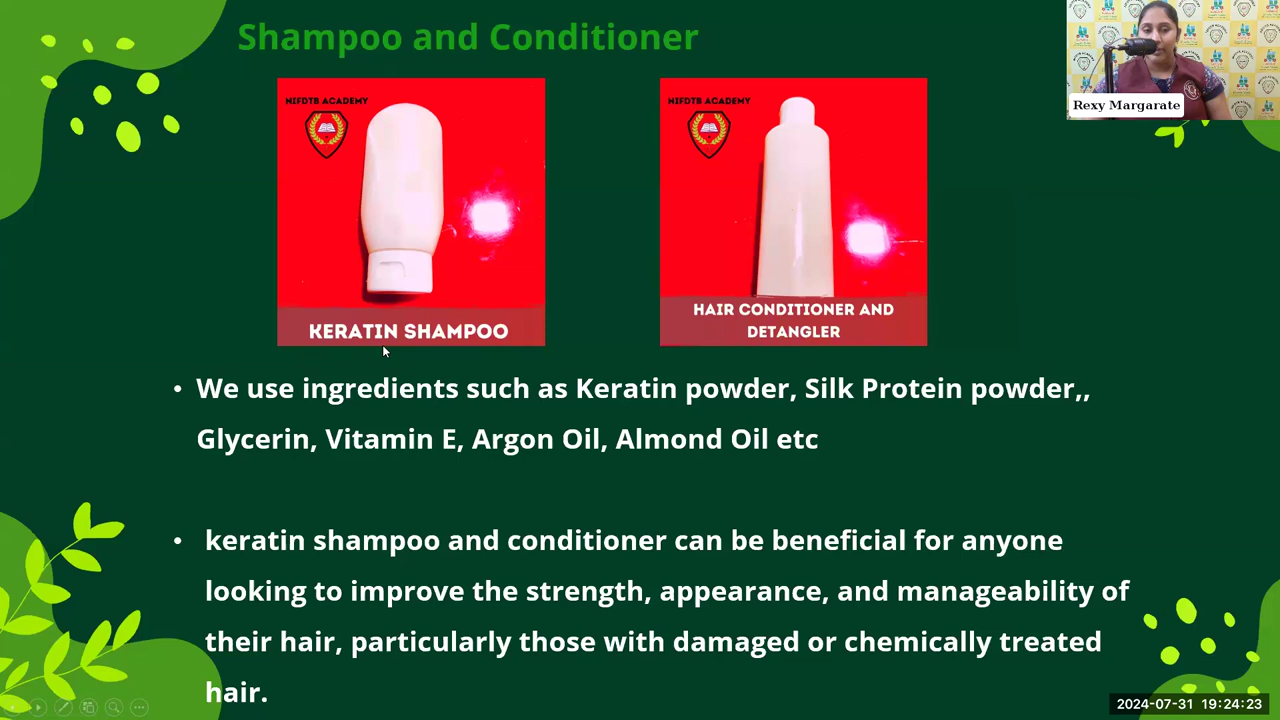 Shampoo and Conditioner
Rexy Margarate
NIFDTB ACADEMY
KERATIN SHAMPOO
NIFDTB ACADEMY
HAIR CONDITIONER AND
DETANGLER
• We use ingredients such as Keratin powder, Silk Protein powder,,
Glycerin, Vitamin E, Argon Oil, Almond Oil etc
• keratin shampoo and conditioner can be beneficial for anyone
looking to improve the strength, appearance, and manageability of
their hair, particularly those with damaged or chemically treated
hair.
2024-07-31 19:24:23